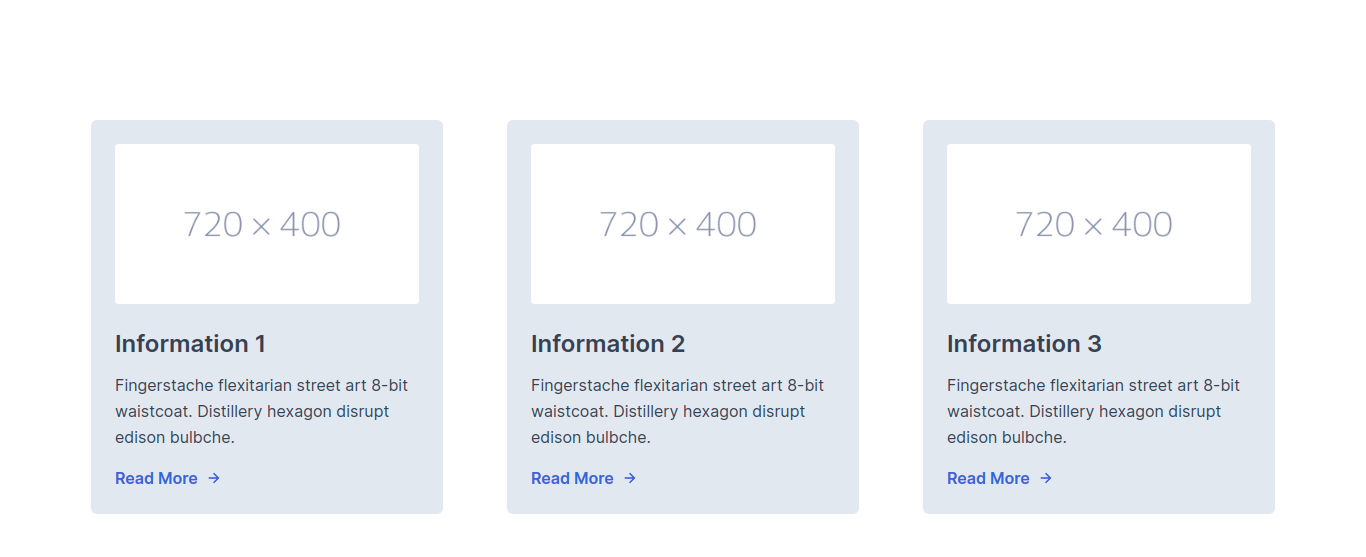 720 × 400
Information 1
Fingerstache flexitarian street art 8-bit
waistcoat. Distillery hexagon disrupt
edison bulbche.
Read More →
720 × 400
Information 2
Fingerstache flexitarian street art 8-bit
waistcoat. Distillery hexagon disrupt
edison bulbche.
Read More →
720 × 400
Information 3
Fingerstache flexitarian street art 8-bit
waistcoat. Distillery hexagon disrupt
edison bulbche.
Read More →